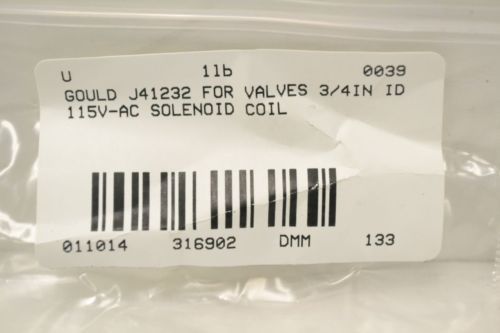 U 1lb 0039
GOULD J41232 FOR VALVES 3/4IN ID
115V-AC SOLENOID COIL
011014 316902 DMM 133